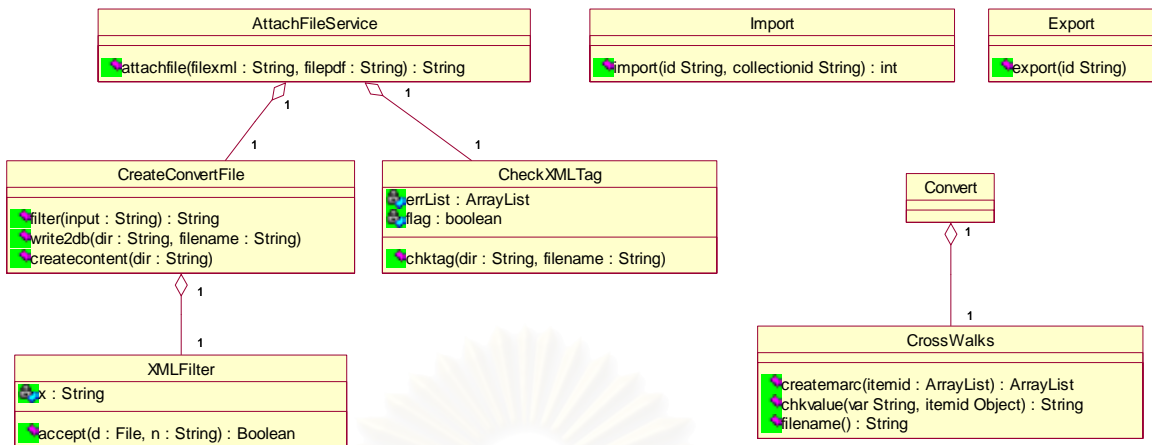 AttachFileService
attachfile(filexml : String, filepdf : String) : String
Import
import(id String, collectionid String) : int
Export
export(id String)
1
1
1
1
CreateConvertFile
filter(input : String) : String
write2db(dir : String, filename : String)
createcontent(dir : String)
CheckXMLTag
errList : ArrayList
flag : boolean
chktag(dir : String, filename : String)
Convert
1
1
1
1
XMLFilter
x : String
accept(d : File, n : String) : Boolean
CrossWalks
createmarc(itemid : ArrayList) : ArrayList
chkvalue(var String, itemid Object) : String
filename() : String